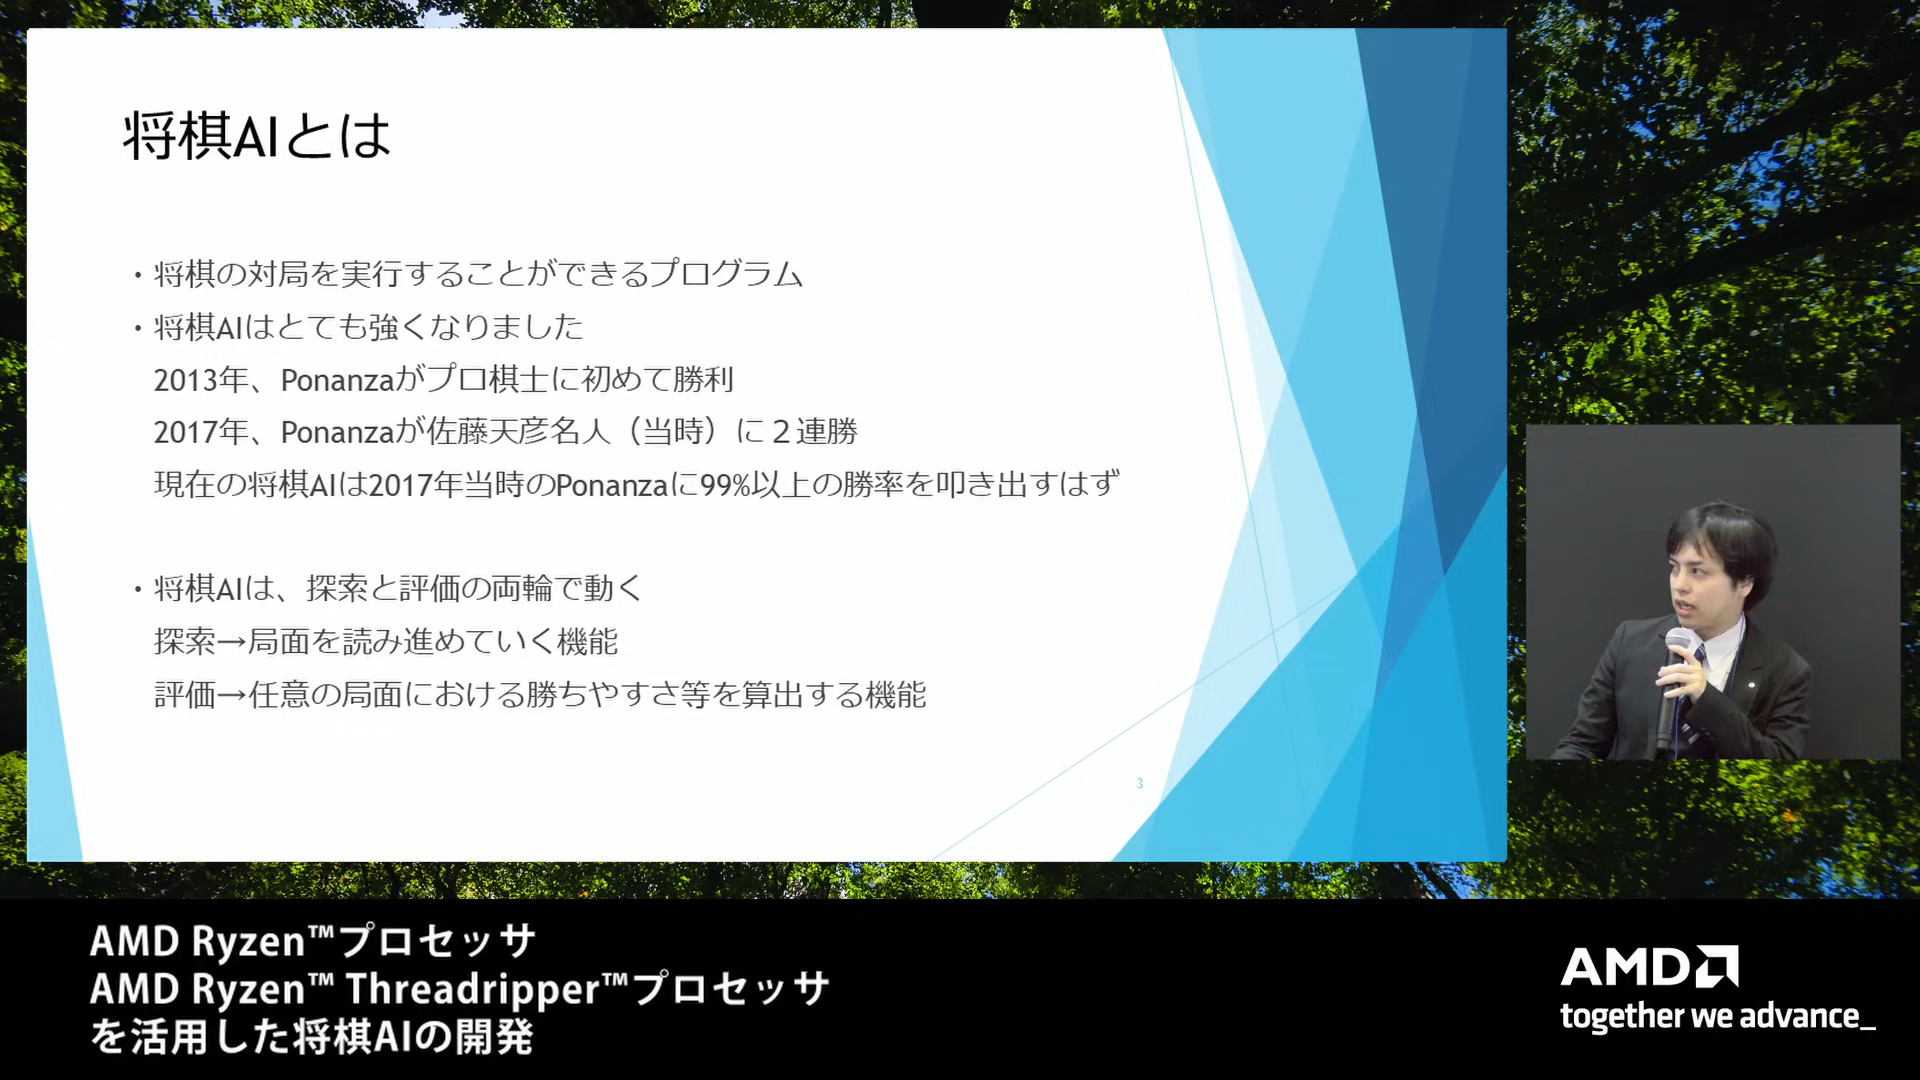 将棋AIとは
・将棋の対局を実行することができるプログラム
・将棋AIはとても強くなりました
2013年、Ponanzaがプロ棋士に初めて勝利
2017年、Ponanzaが佐藤天彦名人（当時）に２連勝
現在の将棋AIは2017年当時のPonanzaに99%以上の勝率を叩き出すはず
・将棋AIは、探索と評価の両輪で動く
探索→局面を読み進めていく機能
評価→任意の局面における勝ちやすさ等を算出する機能
3
AMD Ryzen™プロセッサ
AMD Ryzen™ Threadripper™プロセッサ
を活用した将棋AIの開発
AMD
together we advance_